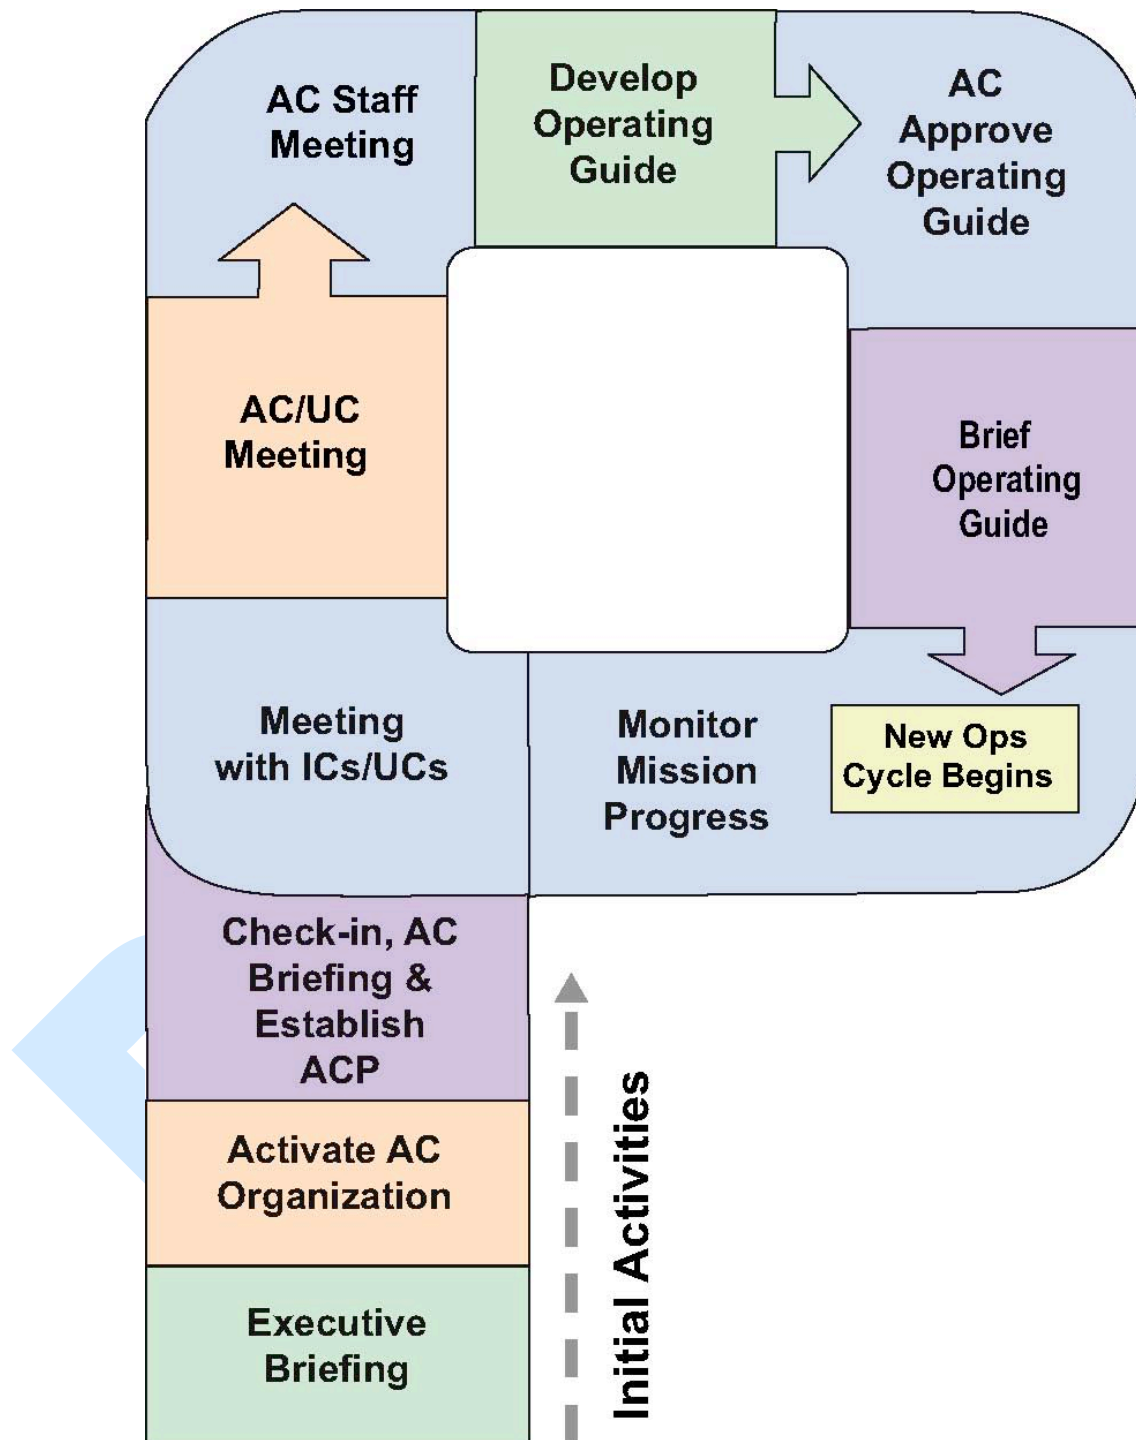 AC Staff
Meeting
Develop
Operating
Guide
AC
Approve
Operating
Guide
AC/UC
Meeting
Brief
Operating
Guide
Meeting
with ICs/UCs
Monitor
Mission
Progress
New Ops
Cycle Begins
Check-in, AC
Briefing &
Establish
ACP
Activate AC
Organization
Executive
Briefing
Initial Activities